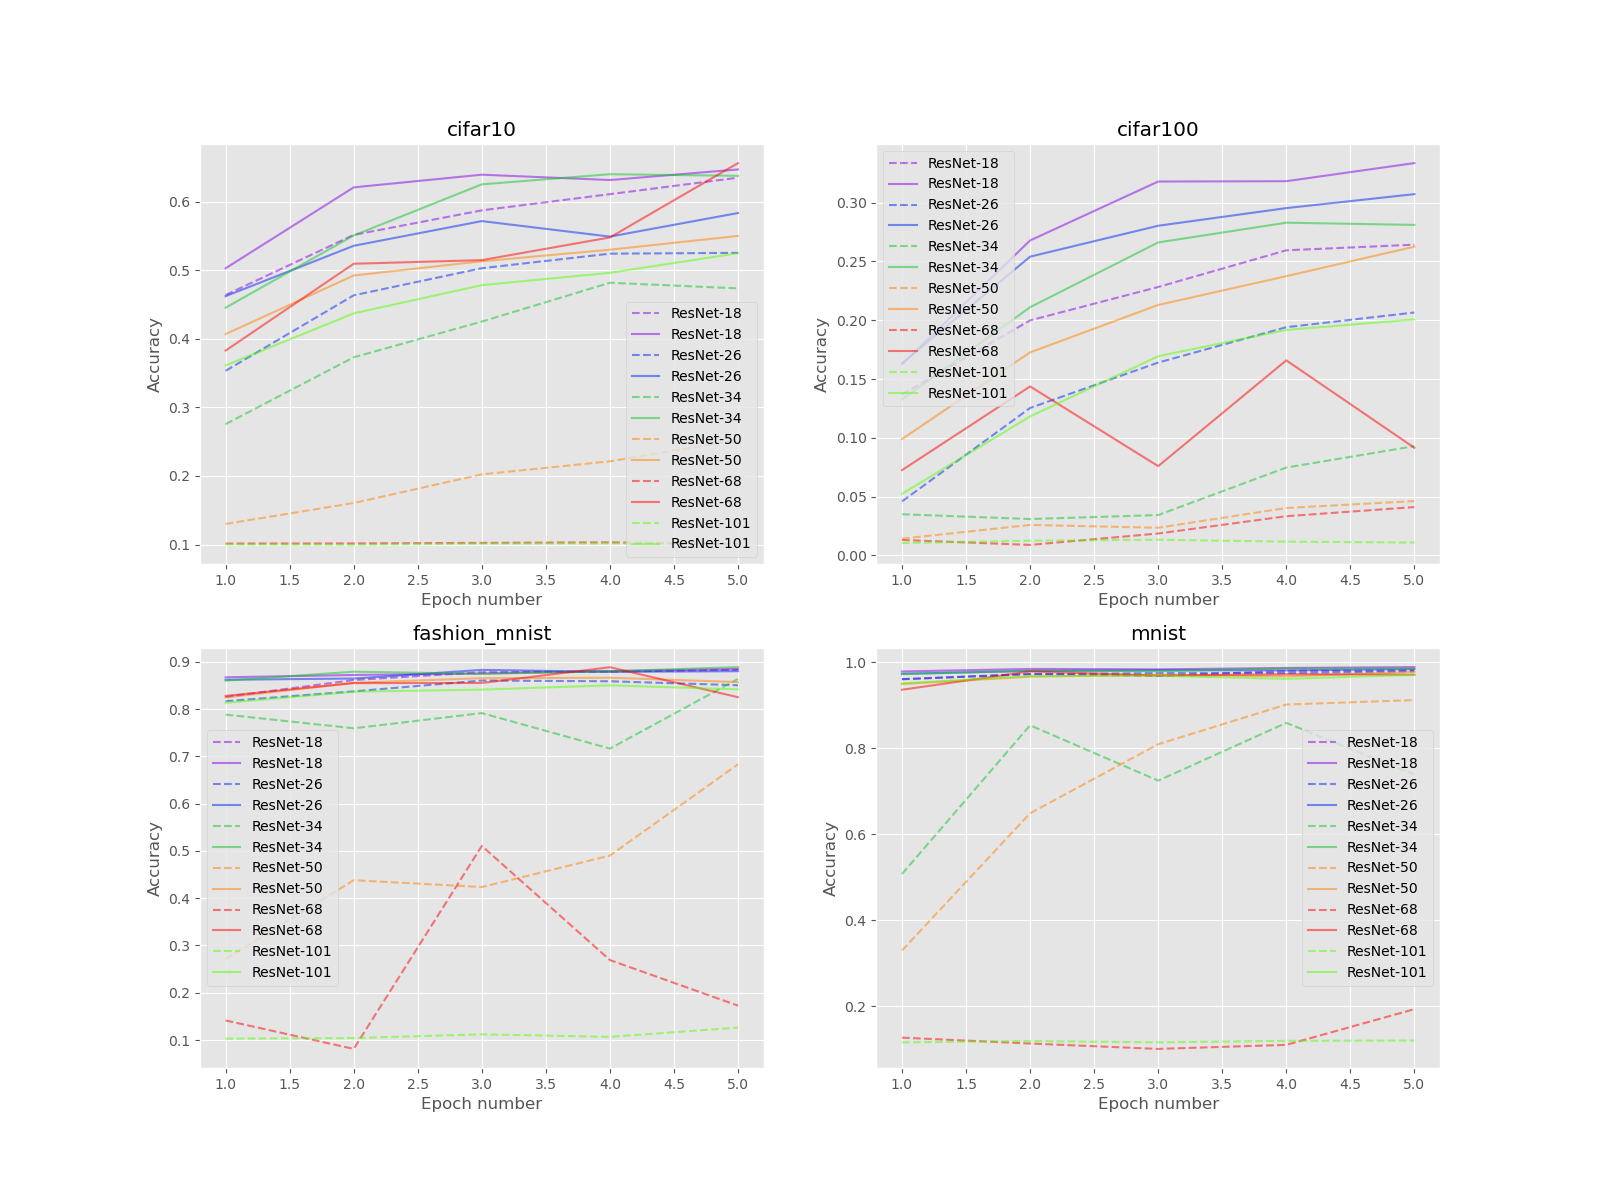 cifar10
Accuracy
0.6
0.5
0.4
0.3
0.2
0.1
ResNet-18
ResNet-18
ResNet-26
ResNet-26
ResNet-34
ResNet-34
ResNet-50
ResNet-50
ResNet-68
ResNet-68
ResNet-101
ResNet-101
1.0 1.5 2.0 2.5 3.0 3.5 4.0 4.5 5.0
Epoch number
cifar100
Accuracy
0.30
0.25
0.20
0.15
0.10
0.05
0.00
ResNet-18
ResNet-18
ResNet-26
ResNet-26
ResNet-34
ResNet-34
ResNet-50
ResNet-50
ResNet-68
ResNet-68
ResNet-101
ResNet-101
1.0 1.5 2.0 2.5 3.0 3.5 4.0 4.5 5.0
Epoch number
fashion_mnist
Accuracy
0.9
0.8
0.7
0.6
0.5
0.4
0.3
0.2
0.1
ResNet-18
ResNet-18
ResNet-26
ResNet-26
ResNet-34
ResNet-34
ResNet-50
ResNet-50
ResNet-68
ResNet-68
ResNet-101
ResNet-101
1.0 1.5 2.0 2.5 3.0 3.5 4.0 4.5 5.0
Epoch number
mnist
Accuracy
1.0
0.8
0.6
0.4
0.2
ResNet-18
ResNet-18
ResNet-26
ResNet-26
ResNet-34
ResNet-34
ResNet-50
ResNet-50
ResNet-68
ResNet-68
ResNet-101
ResNet-101
1.0 1.5 2.0 2.5 3.0 3.5 4.0 4.5 5.0
Epoch number